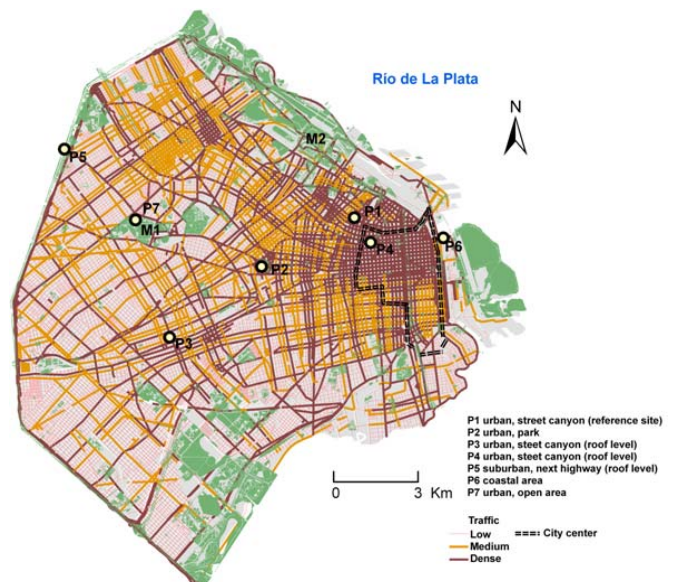 Río de La Plata
N
M2
P5
P7
M1
P1
P4
P6
P2
P3
P1 urban, street canyon (reference site)
P2 urban, park
P3 urban, steet canyon (roof level)
P4 urban, steet canyon (roof level)
P5 suburban, next highway (roof level)
P6 coastal area
P7 urban, open area
0 3 Km
Traffic
Low City center
Medium
Dense